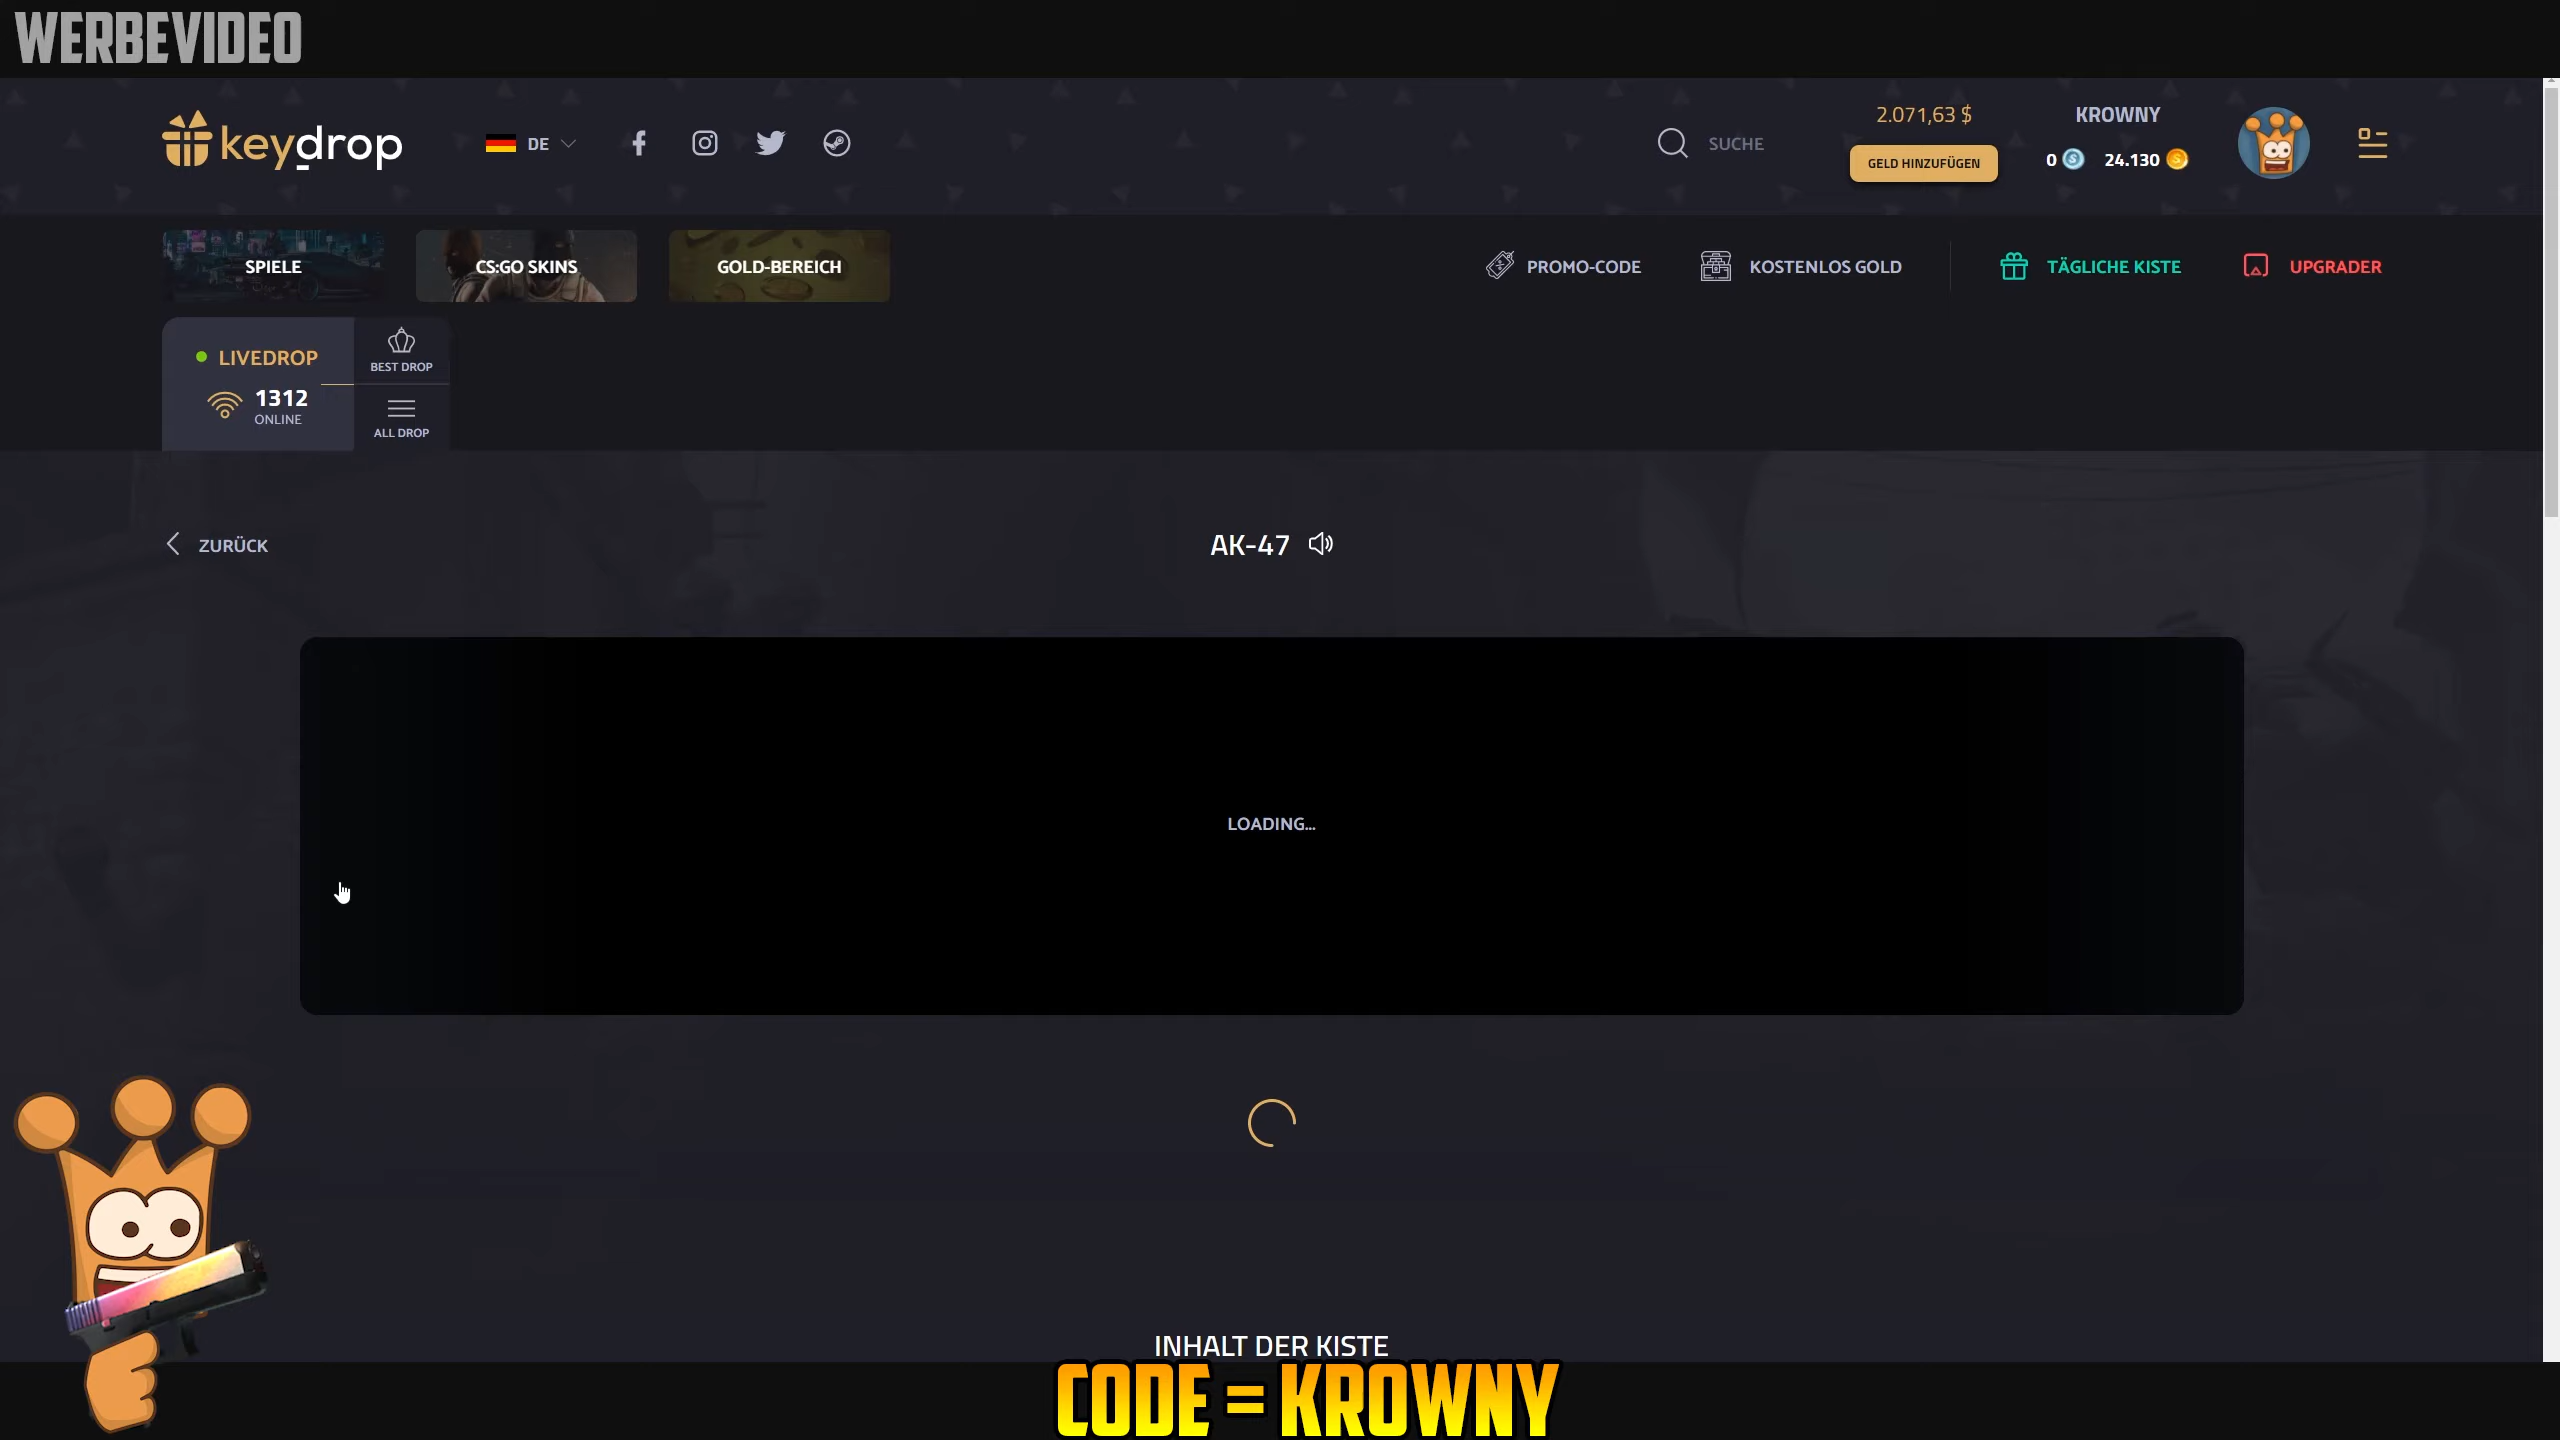 WERBEVIDEO
keydrop
DE
SUCHE
2.071,63 $
GELD HINZUFÜGEN
KROWNY
0
24.130
SPIELE
CS:GO SKINS
GOLD-BEREICH
PROMO-CODE
KOSTENLOS GOLD
TÄGLICHE KISTE
UPGRADER
LIVEDROP
1312
ONLINE
BEST DROP
ALL DROP
ZURÜCK
AK-47
LOADING...
INHALT DER KISTE
CODE = KROWNY